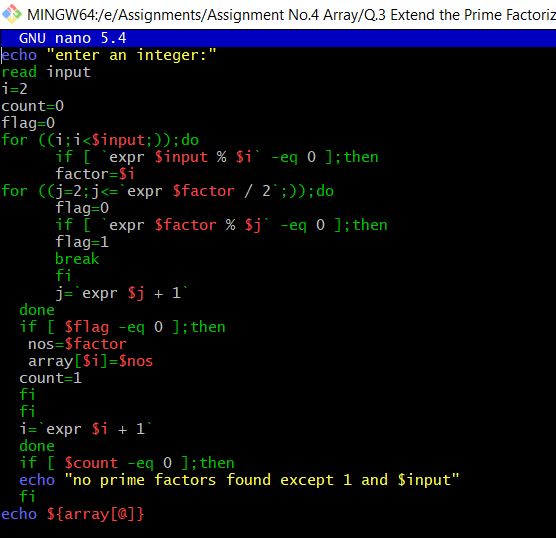 MINGW64:/e/Assignments/Assignment No.4 Array/Q.3 Extend the Prime Factoriz
GNU nano 5.4
echo "enter an integer:"
read input
i=2
count=0
flag=0
for ((i;i<$input;));do
      if [ `expr $input % $i` -eq 0 ];then
      factor=$i
for ((j=2;j<=`expr $factor / 2`;));do
      flag=0
      if [ `expr $factor % $j` -eq 0 ];then
      flag=1
      break
      fi
      j=`expr $j + 1`
  done
  if [ $flag -eq 0 ];then
   nos=$factor
   array[$i]=$nos
  count=1
  fi
  fi
  i=`expr $i + 1`
  done
  if [ $count -eq 0 ];then
  echo "no prime factors found except 1 and $input"
  fi
echo ${array[@]}